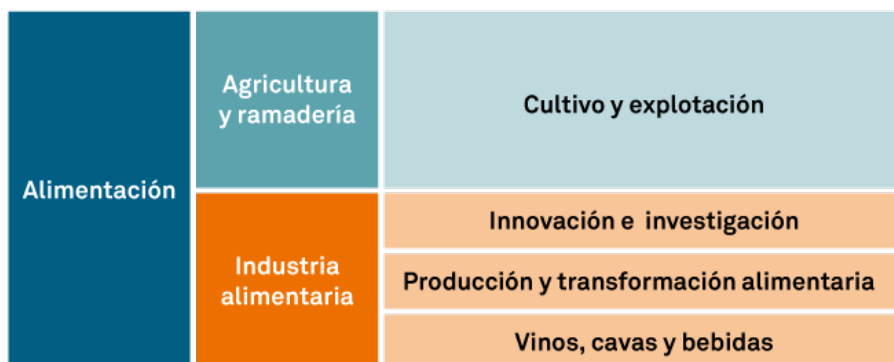 Alimentación
Agricultura
y ramadería
Cultivo y explotación
Industria
alimentaria
Innovación e investigación
Producción y transformación alimentaria
Vinos, cavas y bebidas